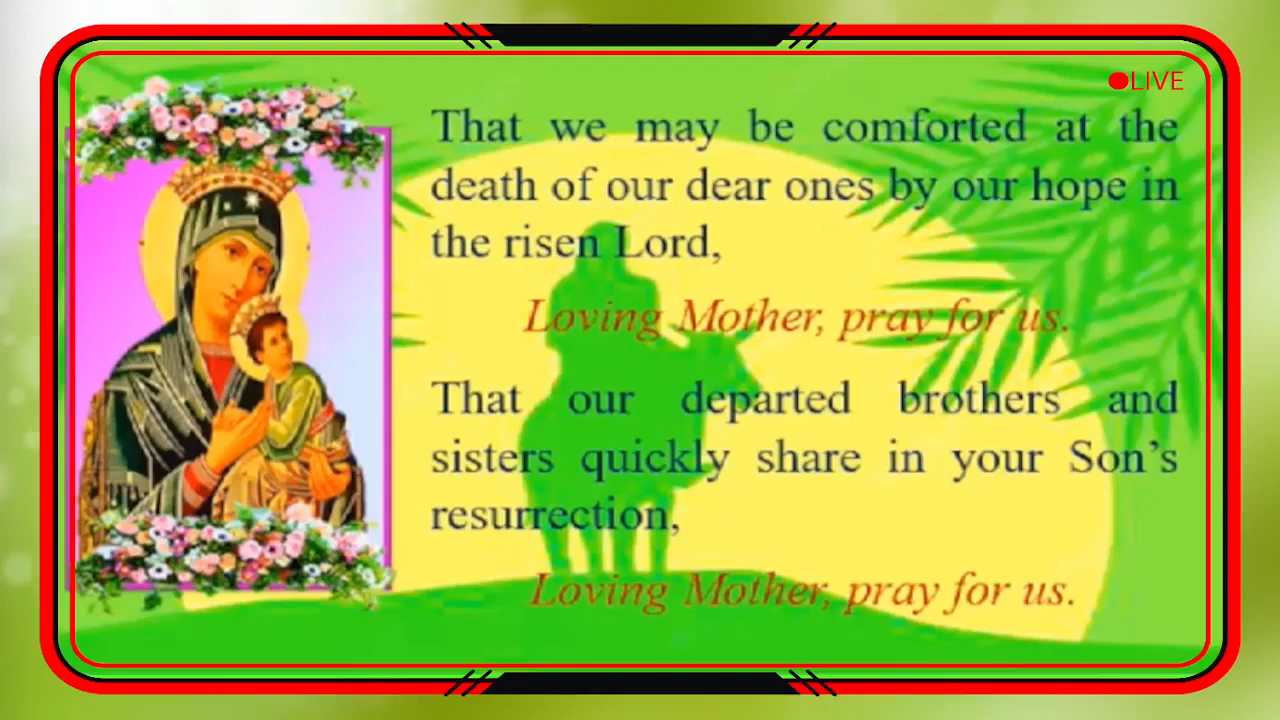 LIVE
That we may be comforted at the
death of our dear ones by our hope in
the risen Lord,
Loving Mother, pray for us.
That our departed brothers and
sisters quickly share in your Son’s
resurrection,
Loving Mother, pray for us.